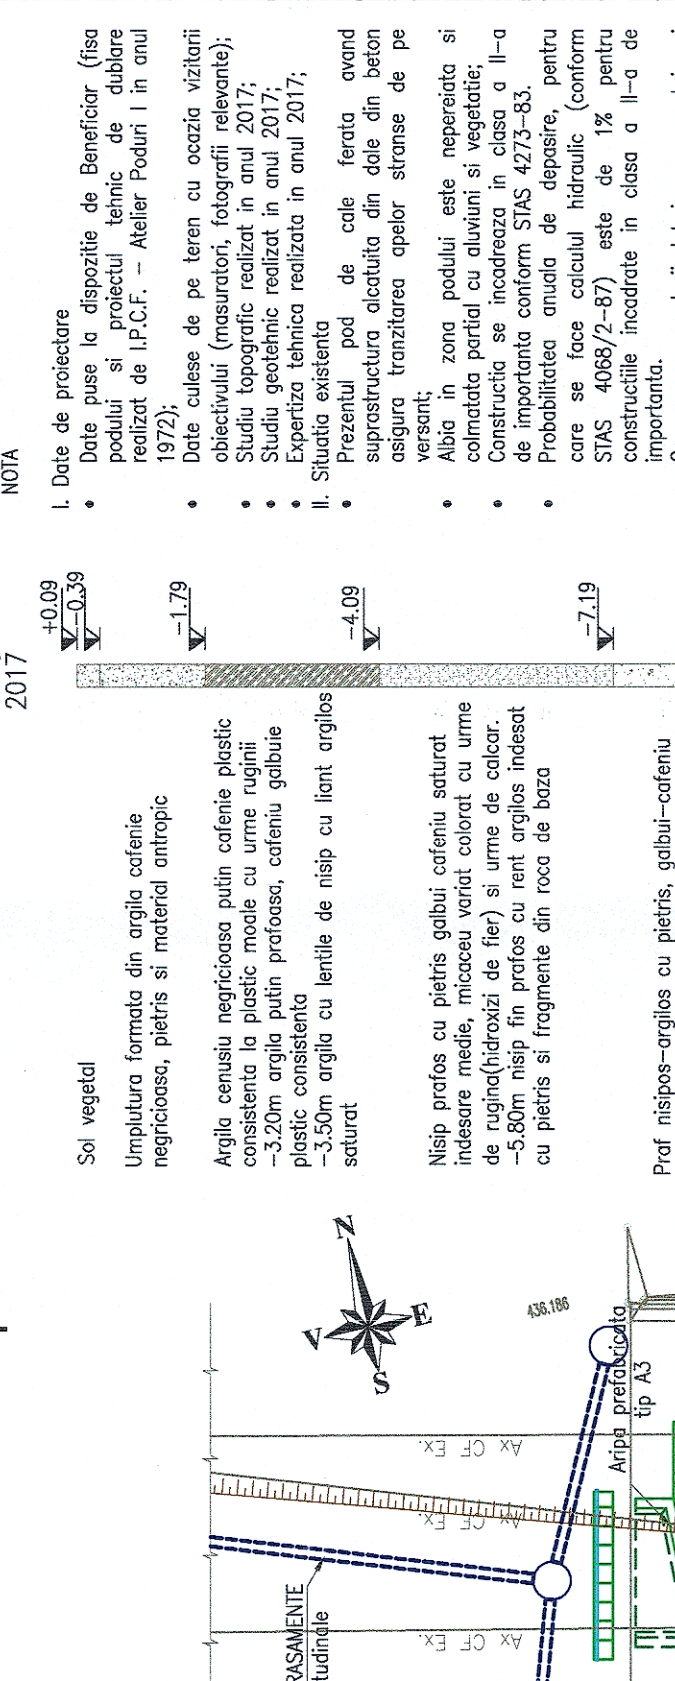 NOTA
I. Date de proiectare
• Date puse la dispozitie de Beneficiar (fisa
podului si proiectul tehnic de dublare
realizat de I.P.C.F. – Atelier Poduri I in anul
1972);
• Date culese de pe teren cu ocazia vizitarii
obiectivului (masuratori, fotografii relevante);
• Studiu topografic realizat in anul 2017;
• Studiu geotehnic realizat in anul 2017;
• Expertiza tehnica realizata in anul 2017;
II. Situatia existenta
• Prezentul pod de cale ferata avand
suprastructura alcatuita din dale din beton
asigura tranzitarea apelor stranse de pe
versant;
• Albia in zona podului este nepereiata si
colmatata partial cu aluviuni si vegetatie;
• Constructia se incadreaza in clasa a II–a
de importanta conform STAS 4273–83.
• Probabilitatea anuala de depasire, pentru
care se face calculul hidraulic (conform
STAS 4068/2–87) este de 1% pentru
constructiile incadrate in clasa a II–a de
importanta.
2017
+0.09
–0.39
–1.79
–4.09
–7.19
Sol vegetal
Umplutura formata din argila cafenie
negricioasa, pietris si material antropic
Argila cenusiu negricioasa putin cafenie plastic
consistenta la plastic moale cu urme ruginii
–3.20m argila putin prafoasa, cafeniu galbuie
plastic consistenta
–3.50m argila cu lentile de nisip cu liant argilos
saturat
Nisip prafos cu pietris galbui cafeniu saturat
indesare medie, micaceu variat colorat cu urme
de rugina(hidroxizi de fier) si urme de calcar.
–5.80m nisip fin prafos cu rent argilos indesat
cu pietris si fragmente din roca de baza
Praf nisipos–argilos cu pietris, galbui–cafeniu
N
V
E
S
436.186
Aripa prefabricata
tip A3
Ax CF Ex.
Ax CF Ex.
Ax CF Ex.
RASAMENTE
tudinale